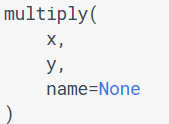 multiply(
    x,
    y,
    name=None
)